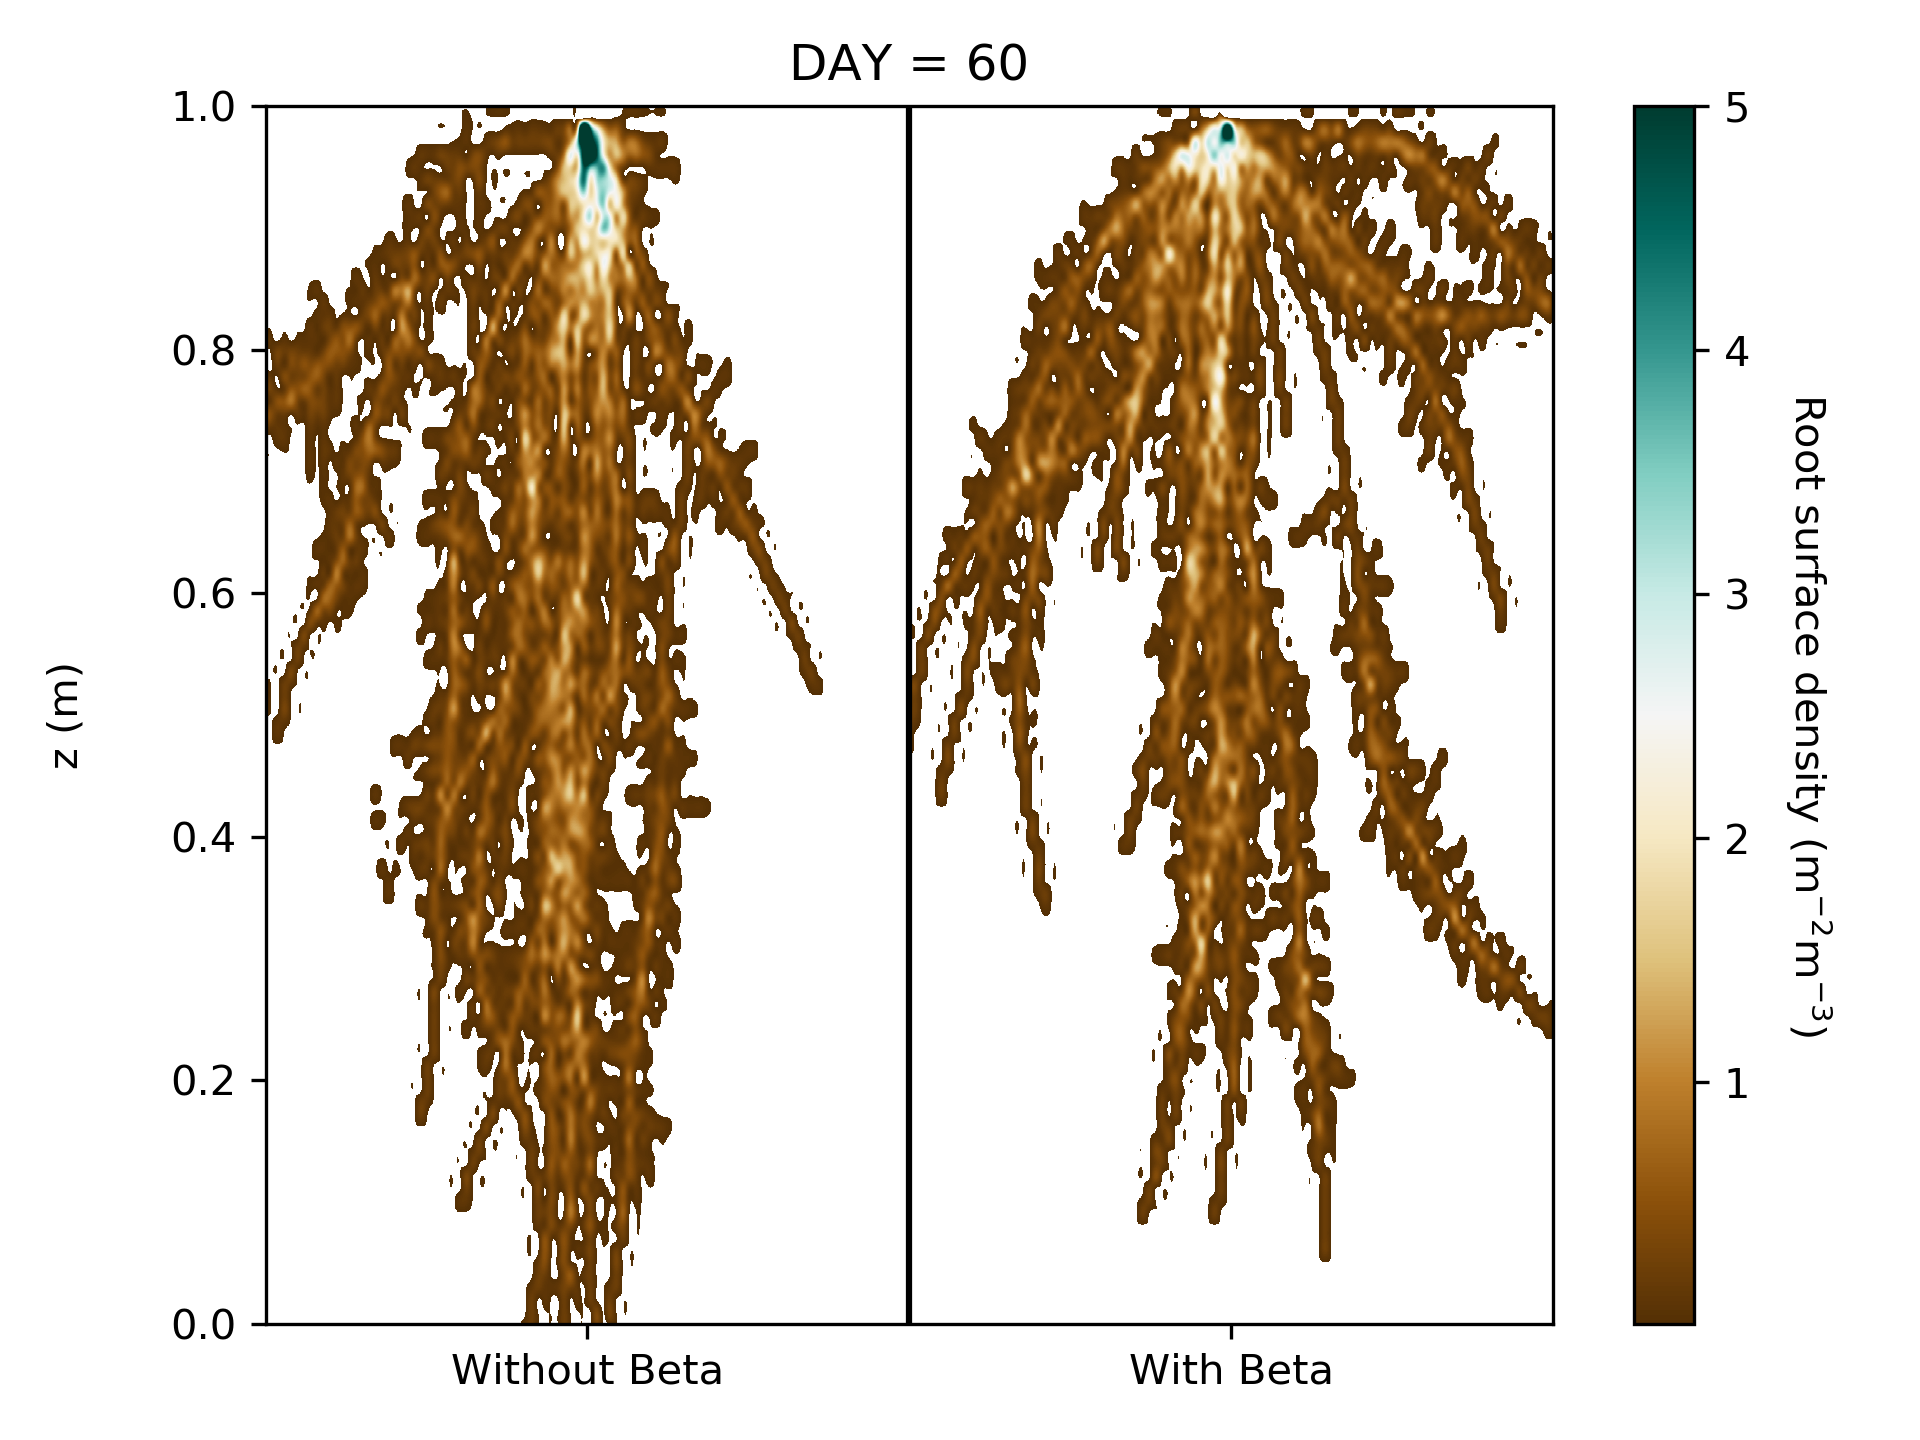 DAY = 60
1.0
0.8
0.6
0.4
0.2
0.0
z (m)
Without Beta
With Beta
5
4
3
2
1
Root surface density (m⁻²m⁻³)